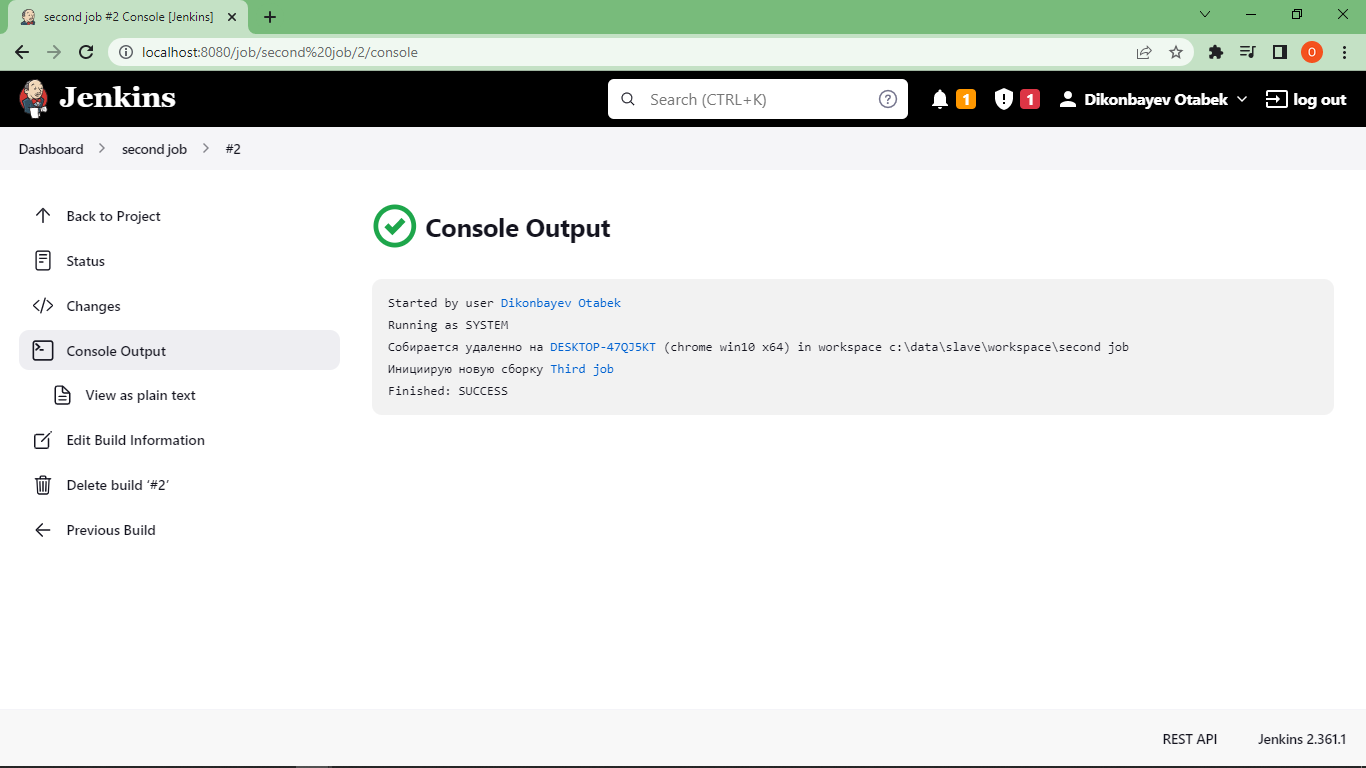 second job #2 Console [Jenkins]
localhost:8080/job/second%20job/2/console
O
Jenkins
Search (CTRL+K)
1
1
Dikonbayev Otabek
log out
Dashboard
second job
#2
Back to Project
Status
Changes
Console Output
View as plain text
Edit Build Information
Delete build ‘#2’
Previous Build
Console Output
Started by user Dikonbayev Otabek
Running as SYSTEM
Собирается удаленно на DESKTOP-47QJ5KT (chrome win10 x64) in workspace c:\data\slave\workspace\second job
Инициирую новую сборку Third job
Finished: SUCCESS
REST API
Jenkins 2.361.1